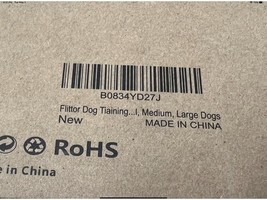 B0834YD27J
Flittor Dog Tiaining...l, Medium, Large Dogs
New MADE IN CHINA
RoHS
e in China